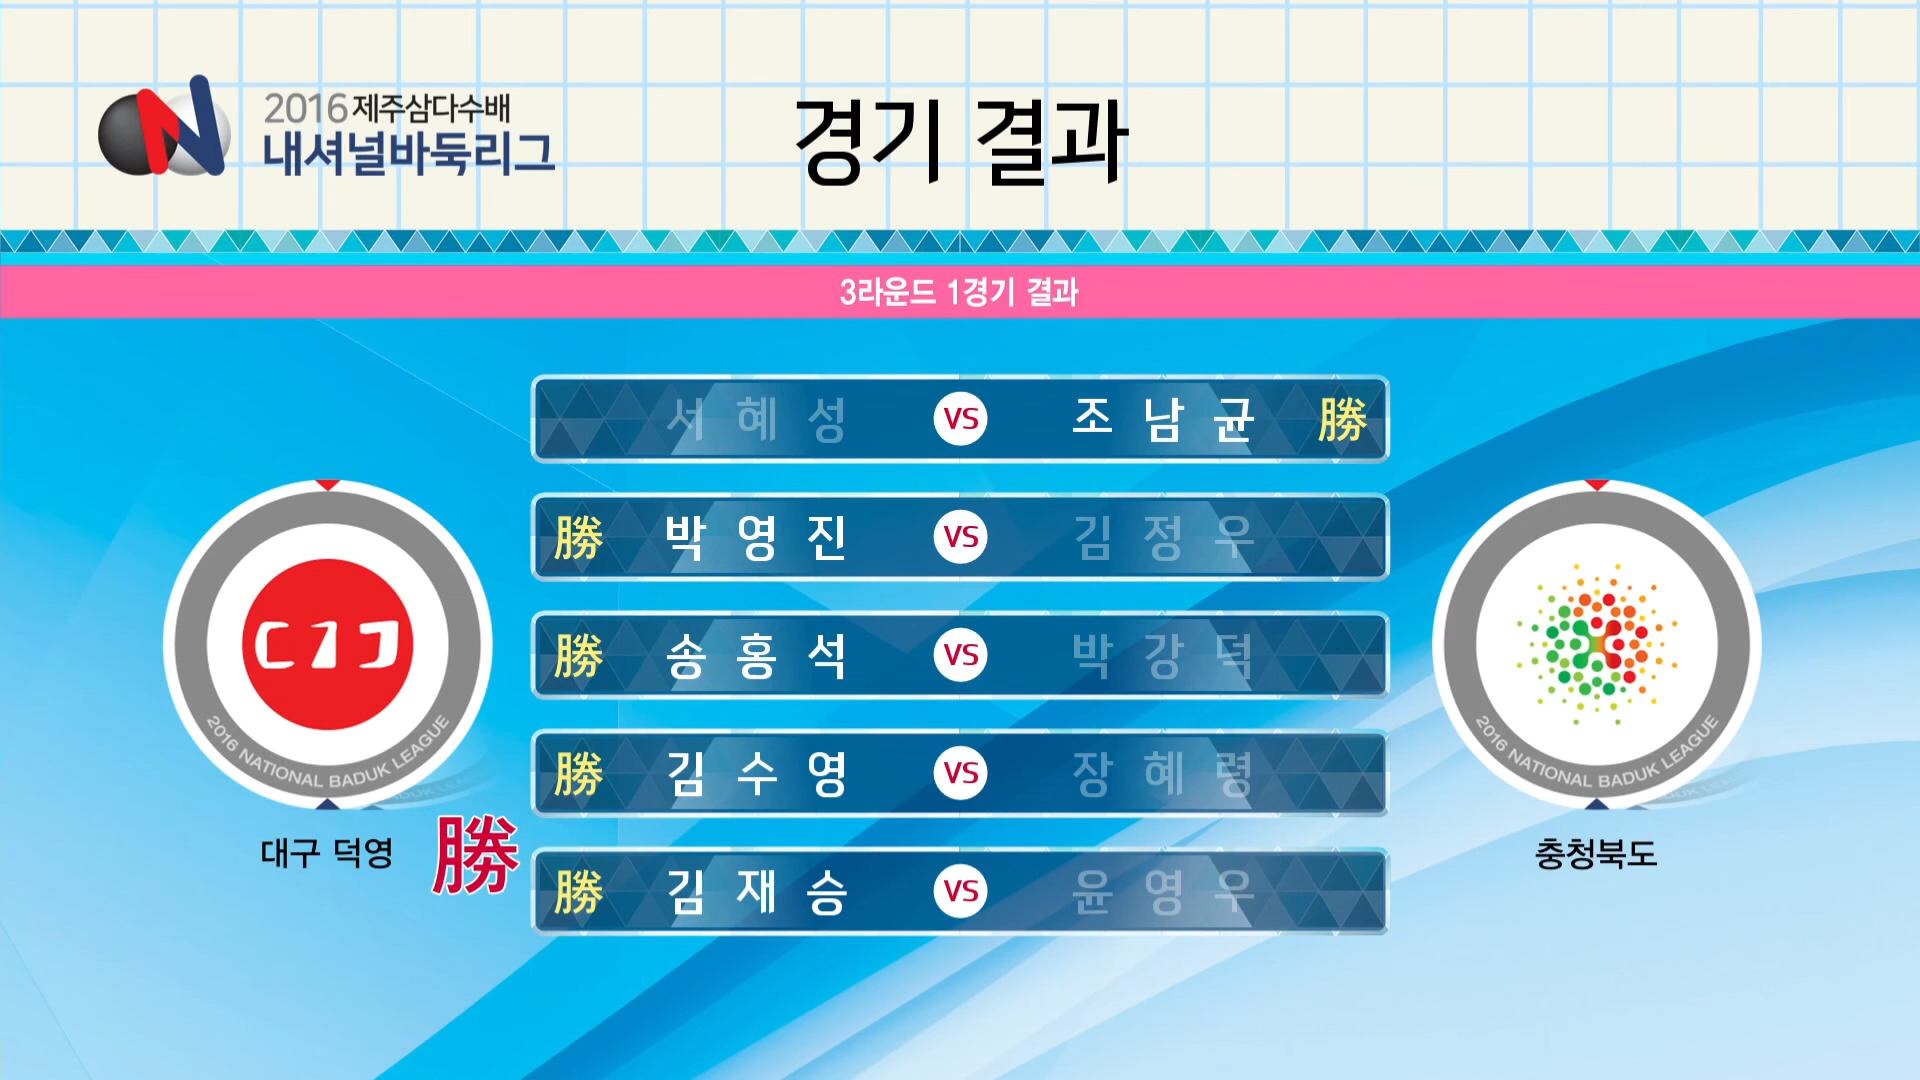 2016 제주삼다수배
내셔널바둑리그
경기 결과
3라운드 1경기 결과
서혜성 VS 조남균 勝
勝 박영진 VS 김정우
勝 송홍석 VS 박강덕
勝 김수영 VS 장혜령
勝 김재승 VS 윤영우
2016 NATIONAL BADUK LEAGUE
대구 덕영 勝
2016 NATIONAL BADUK LEAGUE
충청북도